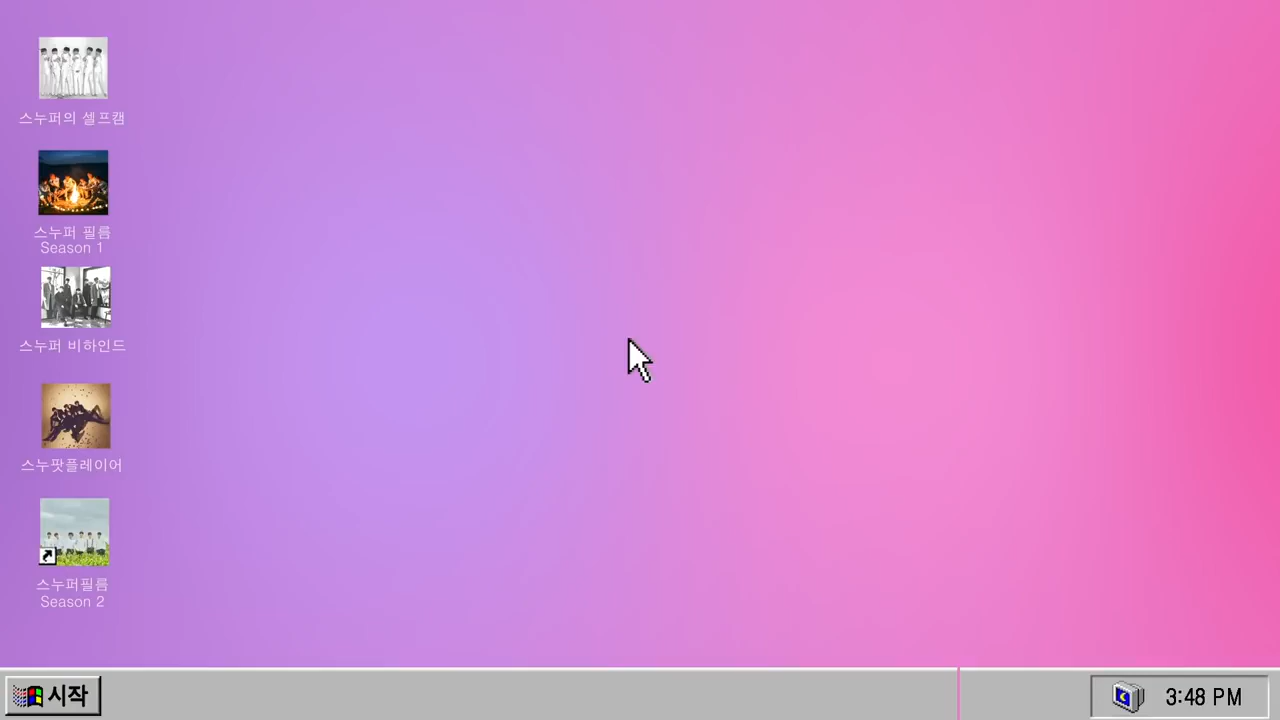 스누퍼의 셀프캠
스누퍼 필름
Season 1
스누퍼 비하인드
스누팟플레이어
스누퍼필름
Season 2
시작
3:48 PM